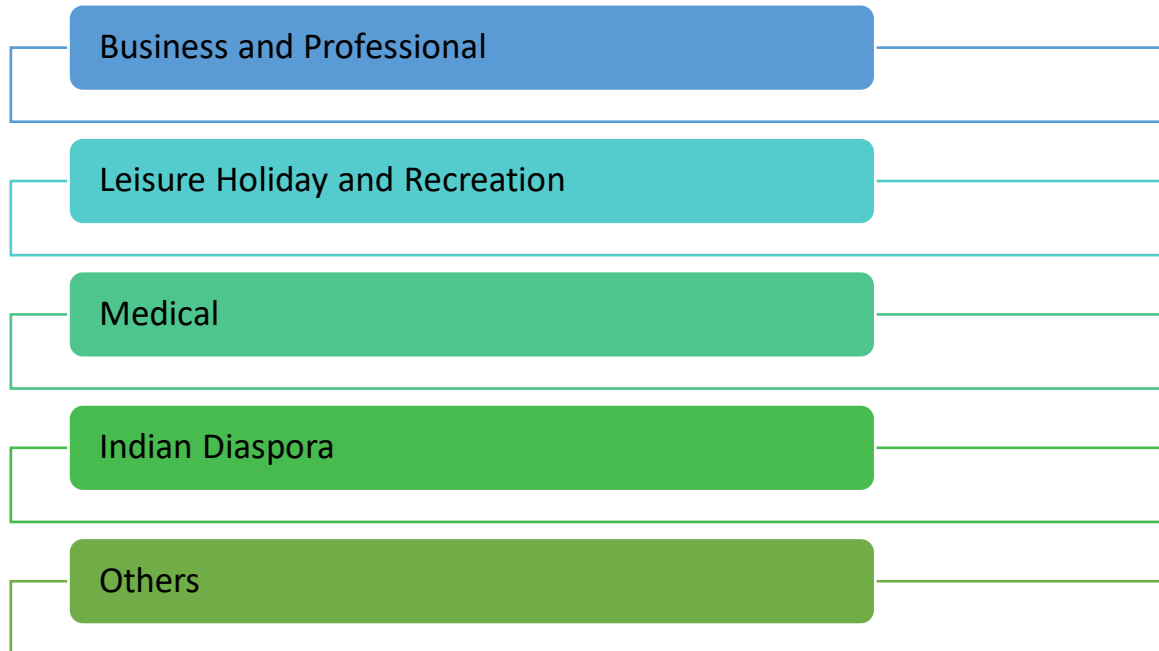 Business and Professional
Leisure Holiday and Recreation
Medical
Indian Diaspora
Others